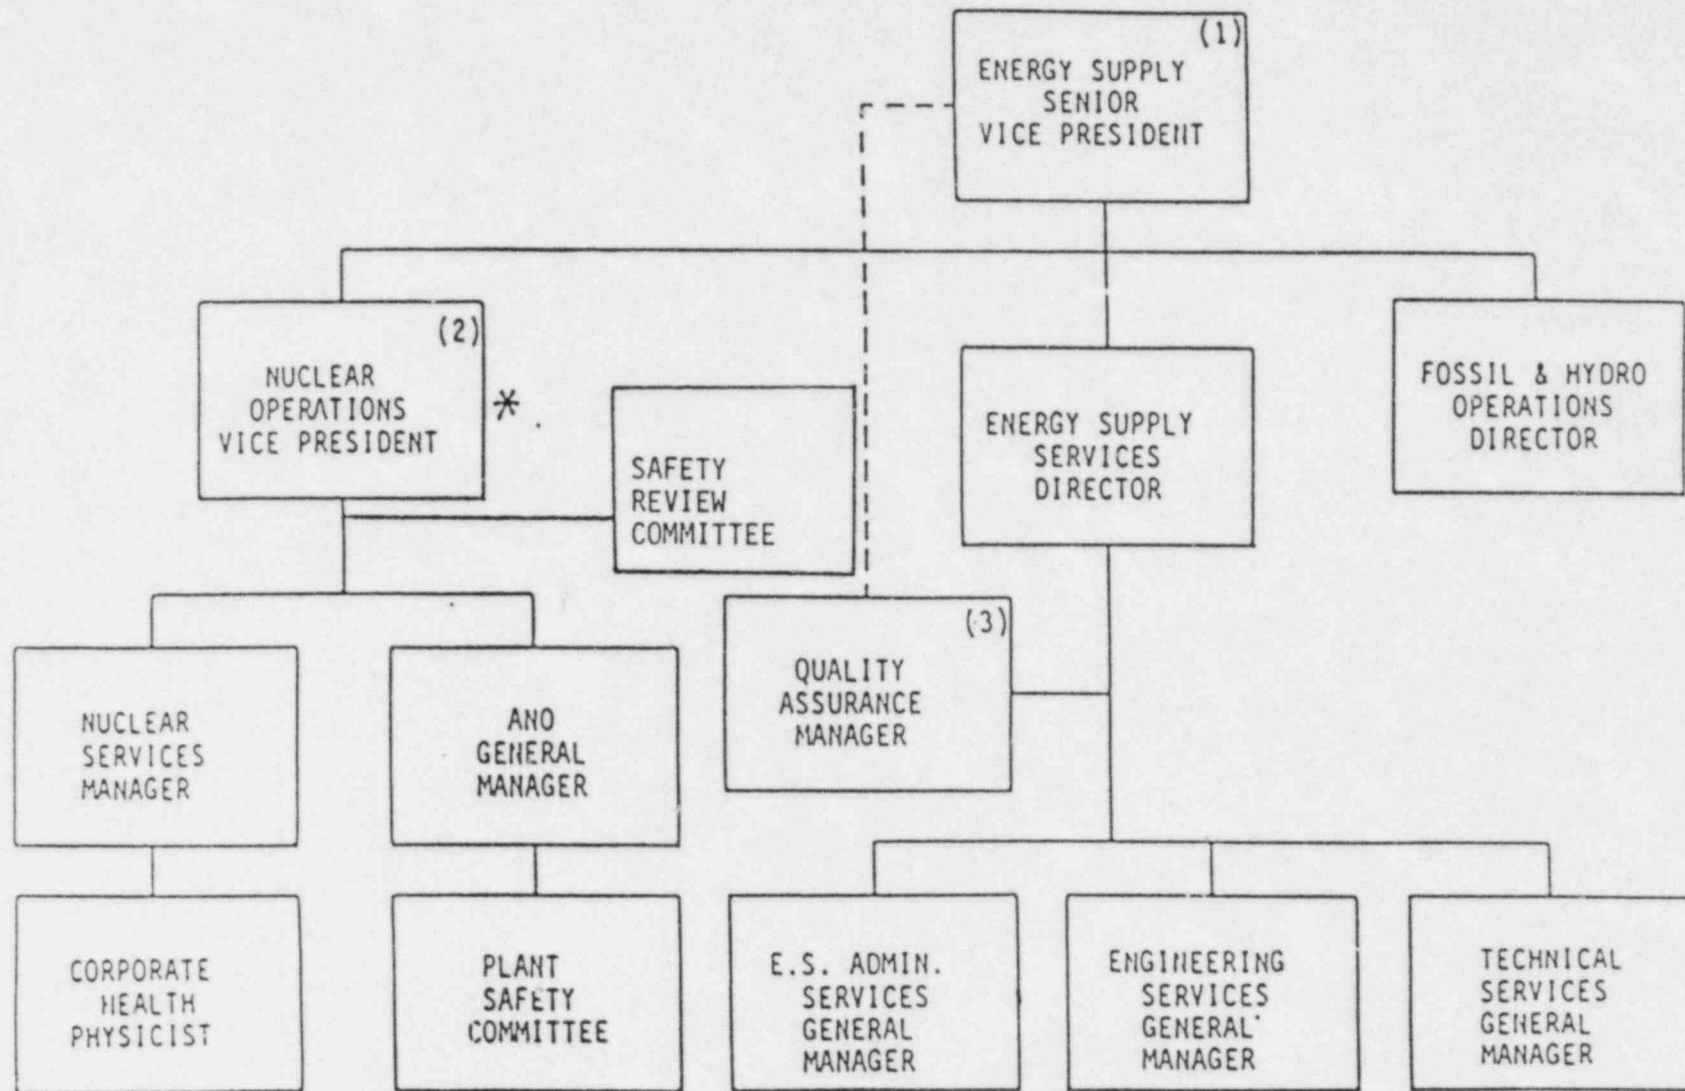 (1)
ENERGY SUPPLY
SENIOR
VICE PRESIDENT
(2)
NUCLEAR
OPERATIONS
VICE PRESIDENT
*
SAFETY
REVIEW
COMMITTEE
ENERGY SUPPLY
SERVICES
DIRECTOR
FOSSIL & HYDRO
OPERATIONS
DIRECTOR
(3)
QUALITY
ASSURANCE
MANAGER
NUCLEAR
SERVICES
MANAGER
ANO
GENERAL
MANAGER
CORPORATE
HEALTH
PHYSICIST
PLANT
SAFETY
COMMITTEE
E.S. ADMIN.
SERVICES
GENERAL
MANAGER
ENGINEERING
SERVICES
GENERAL
MANAGER
TECHNICAL
SERVICES
GENERAL
MANAGER